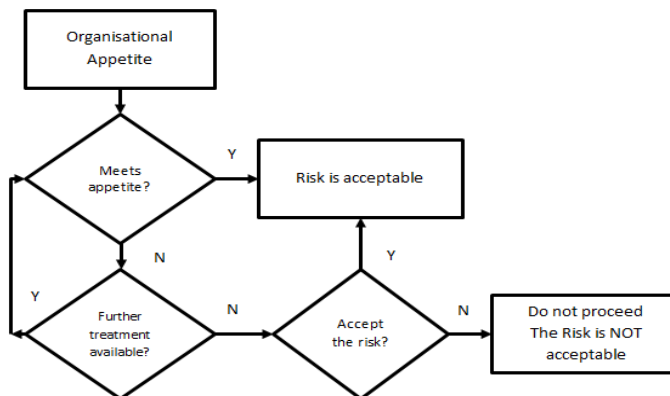 Organisational
Appetite
Meets
appetite?
Y
Risk is acceptable
N
Y
Y
Further
treatment
available?
N
Accept
the risk?
N
Do not proceed
The Risk is NOT
acceptable